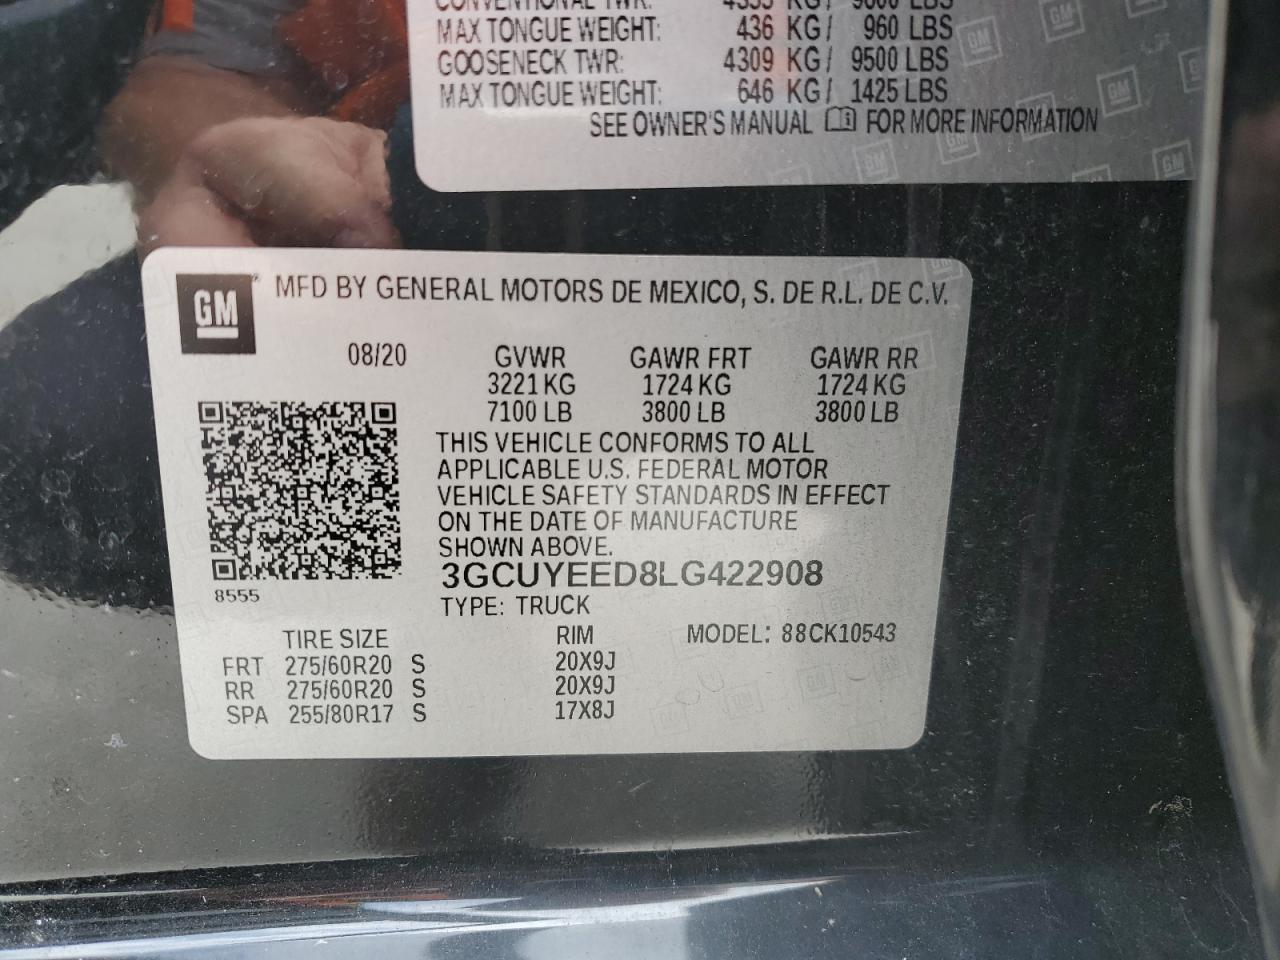 CONVENTIONAL TWR: KG/ LBS
MAX TONGUE WEIGHT: 436 KG/ 960 LBS
GOOSENECK TWR: 4309 KG/ 9500 LBS
MAX TONGUE WEIGHT: 646 KG/ 1425 LBS
SEE OWNER'S MANUAL FOR MORE INFORMATION
GM® MFD BY GENERAL MOTORS DE MEXICO, S. DE R.L. DE C.V.
08/20 GVWR GAWR FRT GAWR RR
3221 KG 1724 KG 1724 KG
7100 LB 3800 LB 3800 LB
THIS VEHICLE CONFORMS TO ALL
APPLICABLE U.S. FEDERAL MOTOR
VEHICLE SAFETY STANDARDS IN EFFECT
ON THE DATE OF MANUFACTURE
SHOWN ABOVE.
3GCUYEED8LG422908
8555
TYPE: TRUCK
TIRE SIZE RIM MODEL: 88CK10543
FRT 275/60R20 S 20X9J
RR 275/60R20 S 20X9J
SPA 255/80R17 S 17X8J